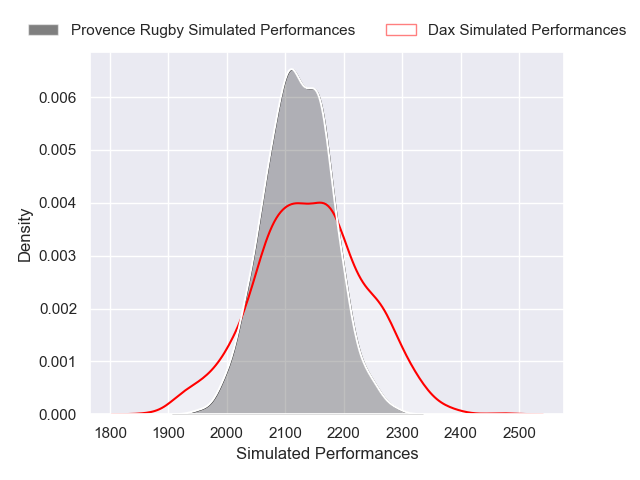 Provence Rugby Simulated Performances
Dax Simulated Performances
0.006
0.005
0.004
0.003
0.002
0.001
0.000
Density
1800 1900 2000 2100 2200 2300 2400 2500
Simulated Performances